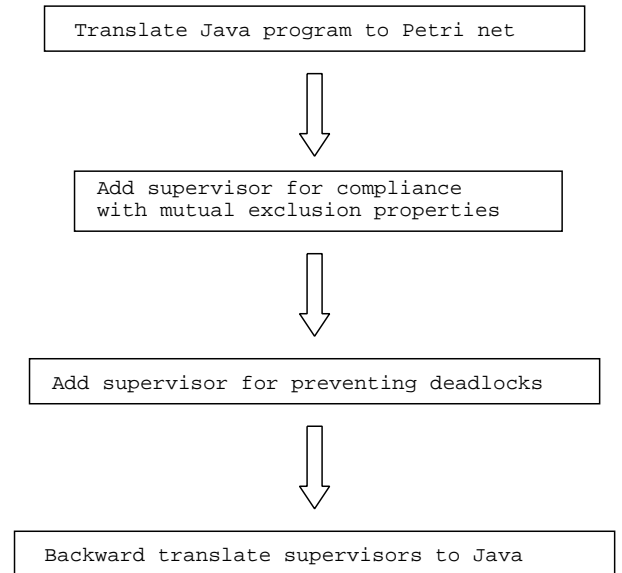 Translate Java program to Petri net
Add supervisor for compliance
with mutual exclusion properties
Add supervisor for preventing deadlocks
Backward translate supervisors to Java